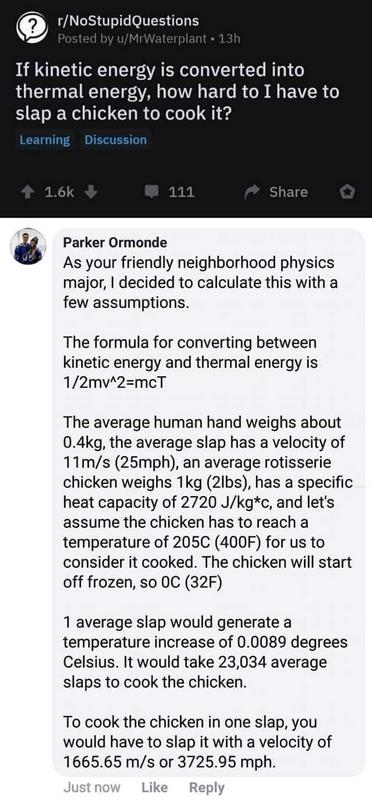 r/NoStupidQuestions
Posted by u/MrWaterplant • 13h
If kinetic energy is converted into
thermal energy, how hard to I have to
slap a chicken to cook it?
Learning Discussion
1.6k 111 Share
Parker Ormonde
As your friendly neighborhood physics
major, I decided to calculate this with a
few assumptions.
The formula for converting between
kinetic energy and thermal energy is
1/2mv^2=mcT
The average human hand weighs about
0.4kg, the average slap has a velocity of
11m/s (25mph), an average rotisserie
chicken weighs 1kg (2lbs), has a specific
heat capacity of 2720 J/kg*c, and let's
assume the chicken has to reach a
temperature of 205C (400F) for us to
consider it cooked. The chicken will start
off frozen, so 0C (32F)
1 average slap would generate a
temperature increase of 0.0089 degrees
Celsius. It would take 23,034 average
slaps to cook the chicken.
To cook the chicken in one slap, you
would have to slap it with a velocity of
1665.65 m/s or 3725.95 mph.
Just now Like Reply